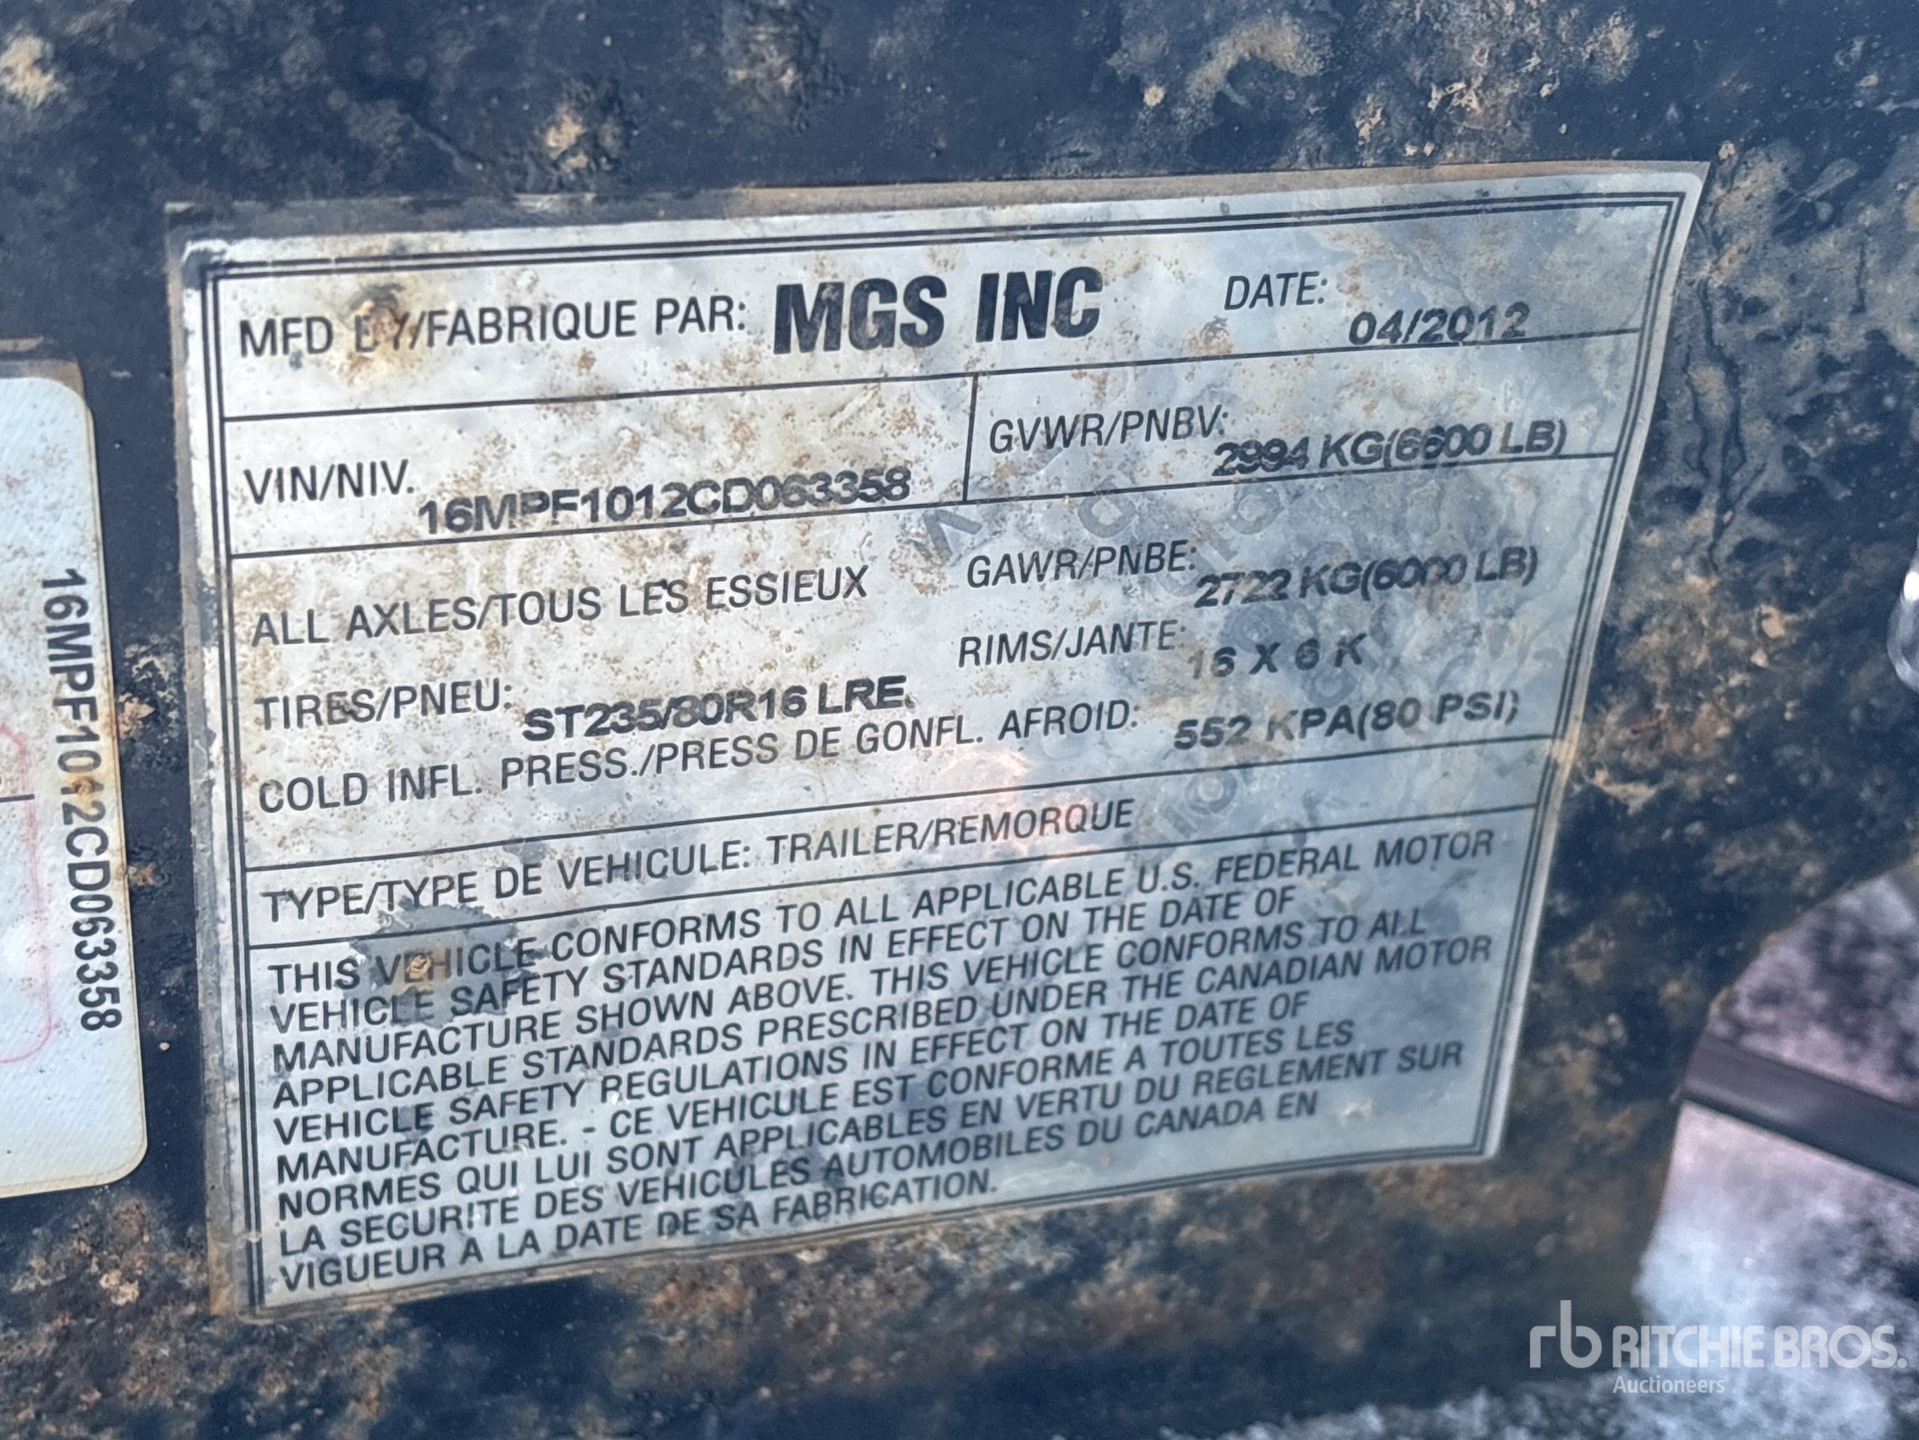 MFD BY/FABRIQUE PAR: MGS INC DATE: 04/2012
VIN/NIV. 16MPF1012CD063358 GVWR/PNBV: 2994 KG(6600 LB)
ALL AXLES/TOUS LES ESSIEUX GAWR/PNBE: 2722 KG(6000 LB)
TIRES/PNEU: ST235/80R16 LRE RIMS/JANTE: 16 X 6 K
COLD INFL. PRESS./PRESS DE GONFL. AFROID: 552 KPA(80 PSI)
TYPE/TYPE DE VEHICULE: TRAILER/REMORQUE
THIS VEHICLE CONFORMS TO ALL APPLICABLE U.S. FEDERAL MOTOR
VEHICLE SAFETY STANDARDS IN EFFECT ON THE DATE OF
MANUFACTURE SHOWN ABOVE. THIS VEHICLE CONFORMS TO ALL
APPLICABLE STANDARDS PRESCRIBED UNDER THE CANADIAN MOTOR
VEHICLE SAFETY REGULATIONS IN EFFECT ON THE DATE OF
MANUFACTURE. - CE VEHICULE EST CONFORME A TOUTES LES
NORMES QUI LUI SONT APPLICABLES EN VERTU DU REGLEMENT SUR
LA SECURITE DES VEHICULES AUTOMOBILES DU CANADA EN
VIGUEUR A LA DATE DE SA FABRICATION.
16MPF1012CD063358
rb RITCHIE BROS.
Auctioneers